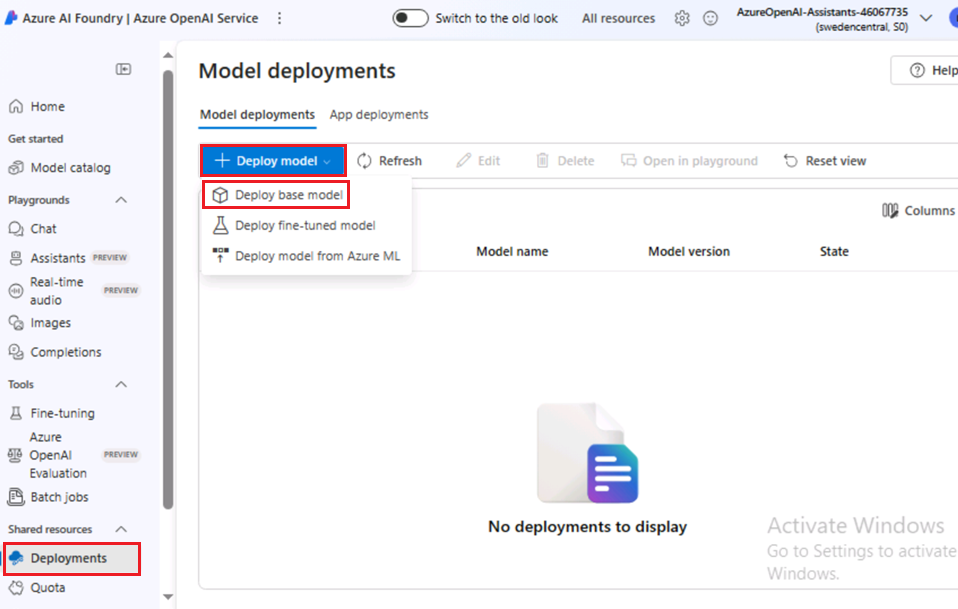 Azure AI Foundry | Azure OpenAI Service
Switch to the old look
All resources
AzureOpenAI-Assistants-46067735
(swedencentral, S0)
Home
Get started
Model catalog
Playgrounds
Chat
Assistants PREVIEW
Real-time
audio
PREVIEW
Images
Completions
Tools
Fine-tuning
Azure
OpenAI
Evaluation
PREVIEW
Batch jobs
Shared resources
Deployments
Quota
Model deployments
Help
Model deployments App deployments
Deploy model Refresh Edit Delete Open in playground Reset view
Deploy base model
Deploy fine-tuned model
Deploy model from Azure ML
Columns
Model name Model version State
No deployments to display
Activate Windows
Go to Settings to activate
Windows.